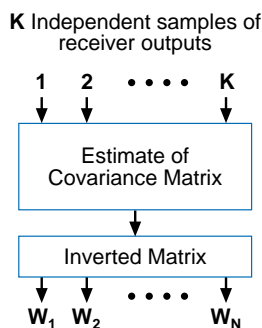 K Independent samples of
receiver outputs
1 2 • • • • K
Estimate of
Covariance Matrix
Inverted Matrix
• • • •
W1 W2 WN